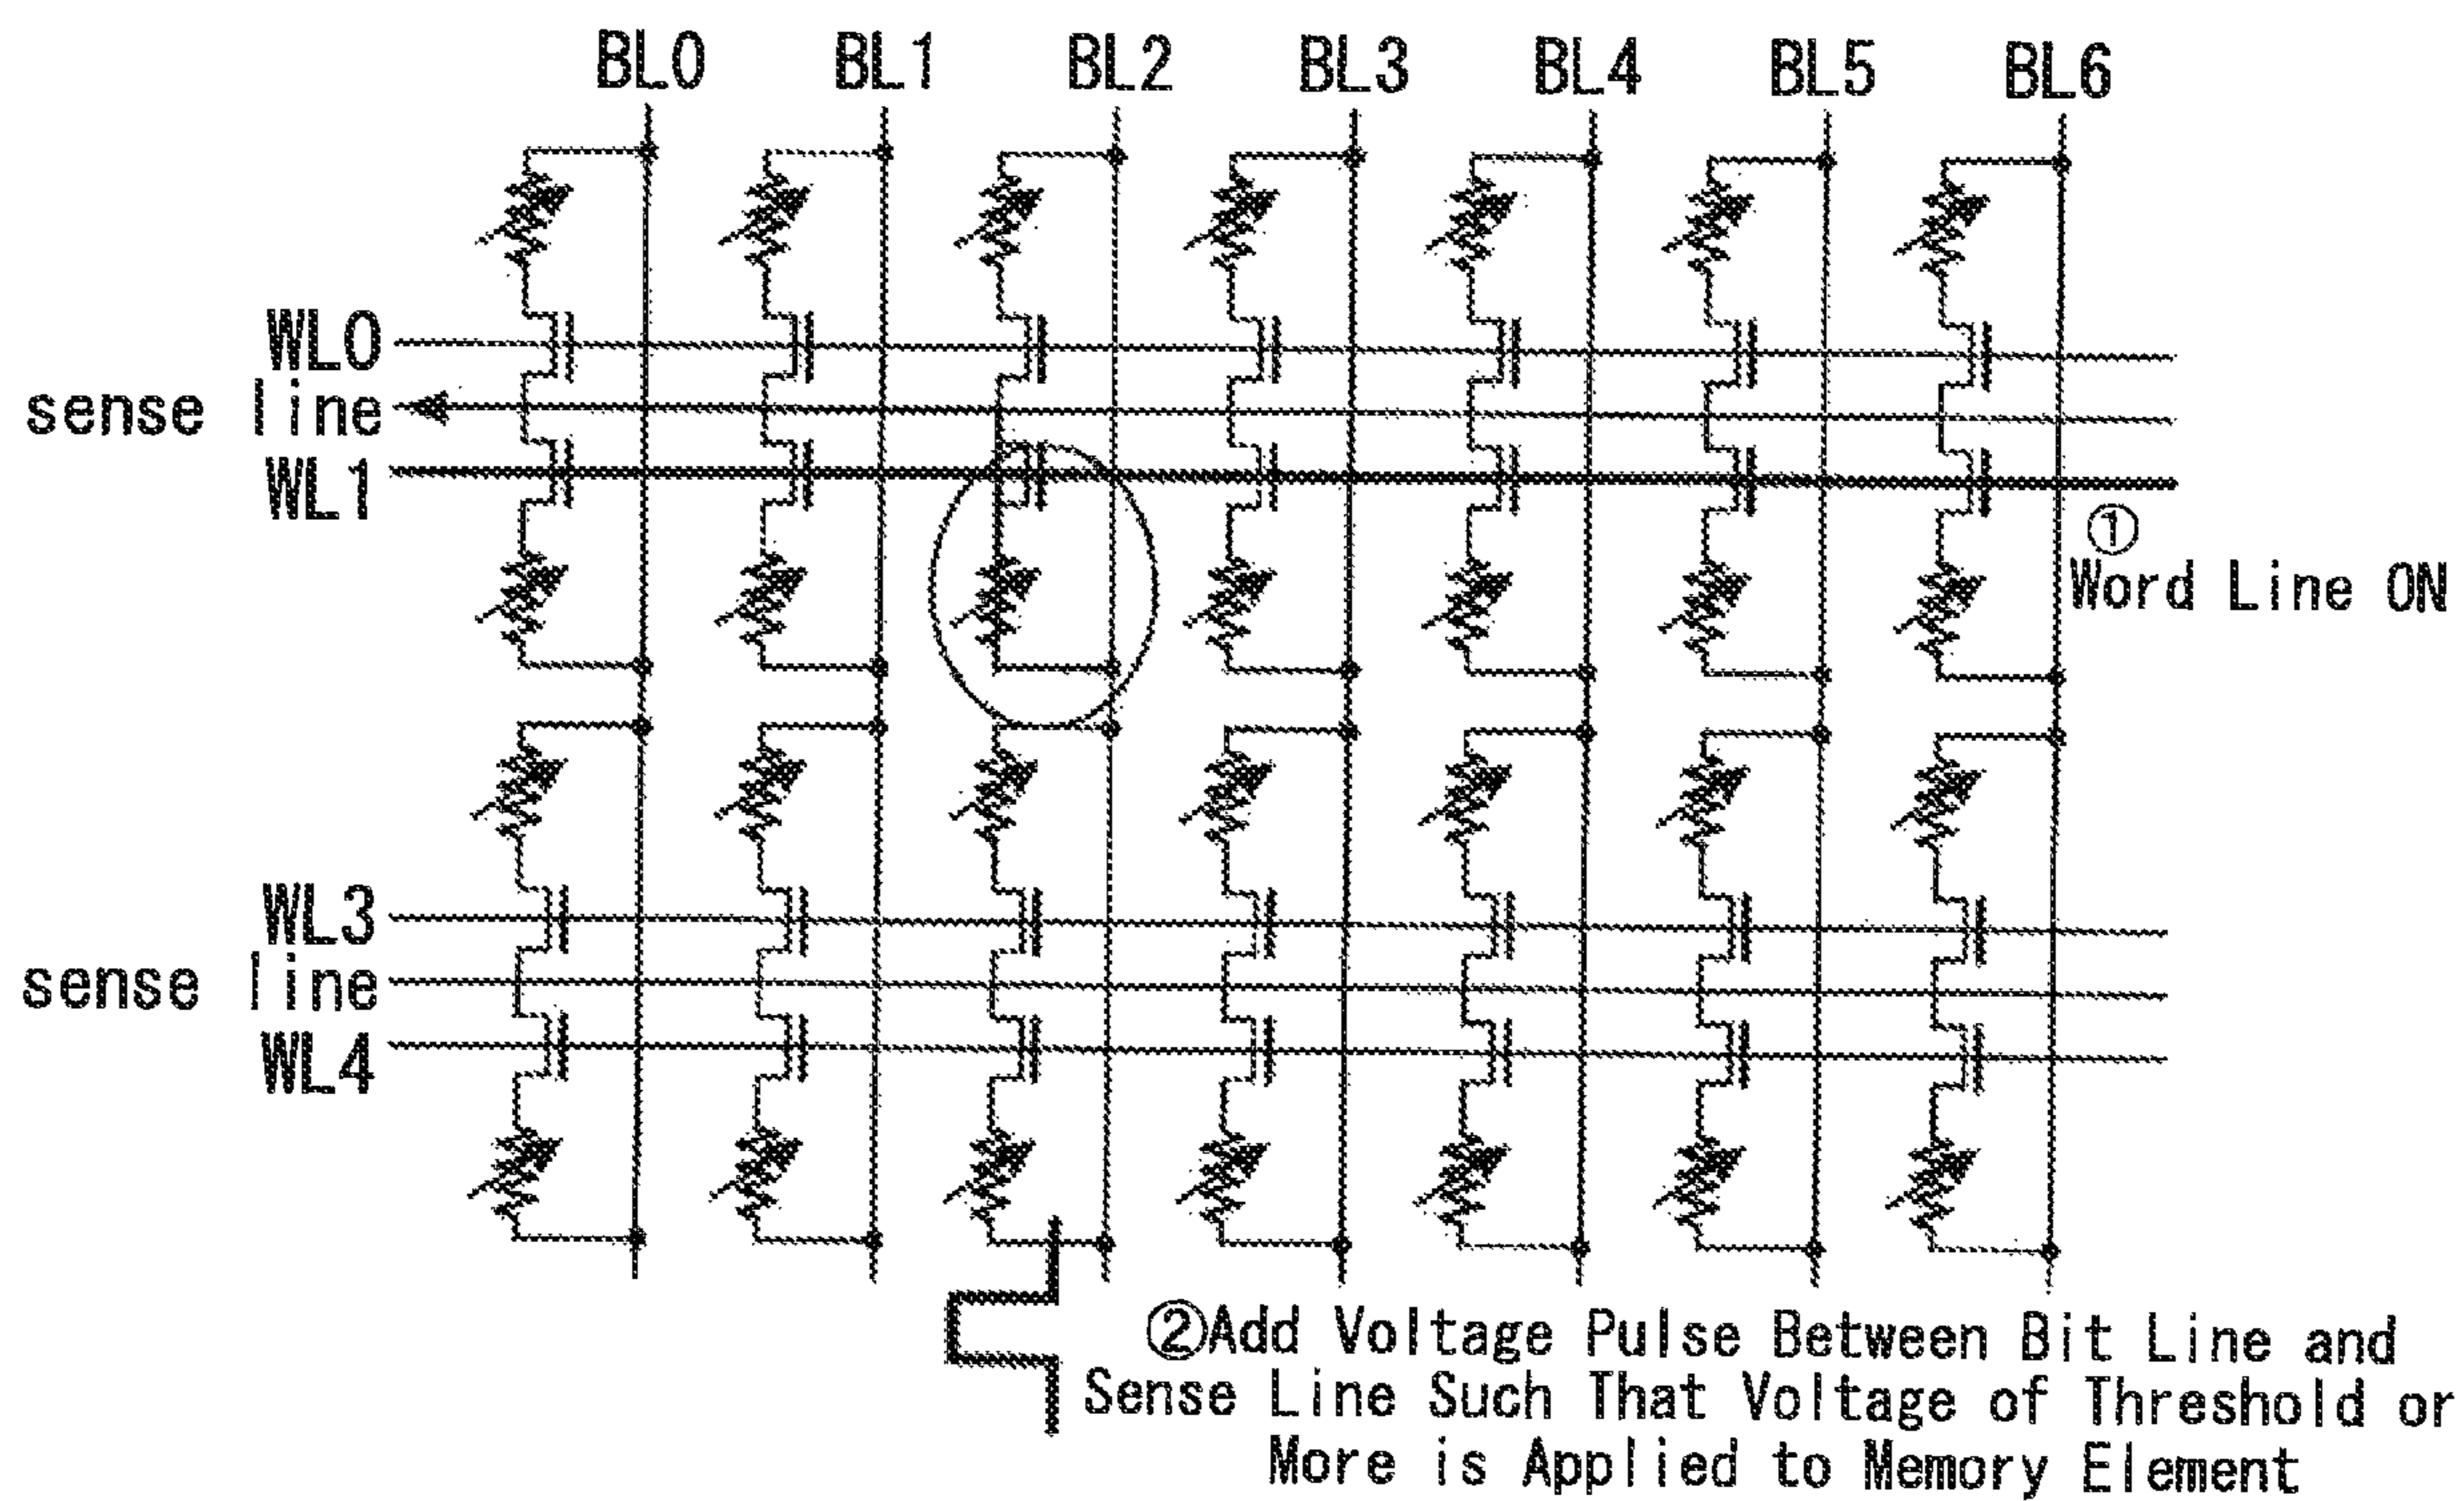 BL0 BL1 BL2 BL3 BL4 BL5 BL6
WL0
sense line
WL1
①
Word Line ON
WL3
sense line
WL4
②Add Voltage Pulse Between Bit Line and
Sense Line Such That Voltage of Threshold or
More is Applied to Memory Element